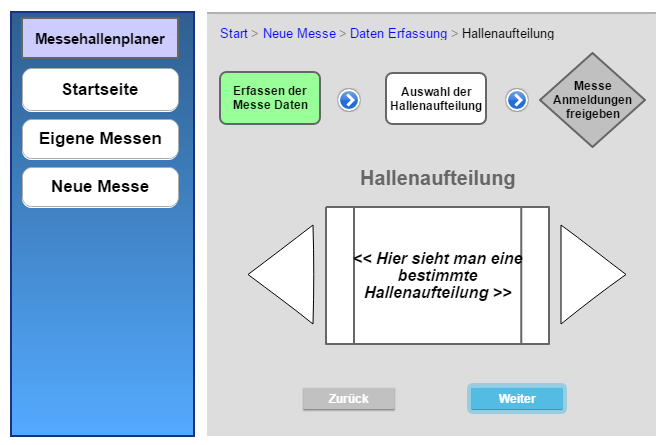 Messehallenplaner
Startseite
Eigene Messen
Neue Messe
Start > Neue Messe > Daten Erfassung > Hallenaufteilung
Erfassen der
Messe Daten
Auswahl der
Hallenaufteilung
Messe
Anmeldungen
freigeben
Hallenaufteilung
<< Hier sieht man eine
bestimmte
Hallenaufteilung >>
Zurück
Weiter